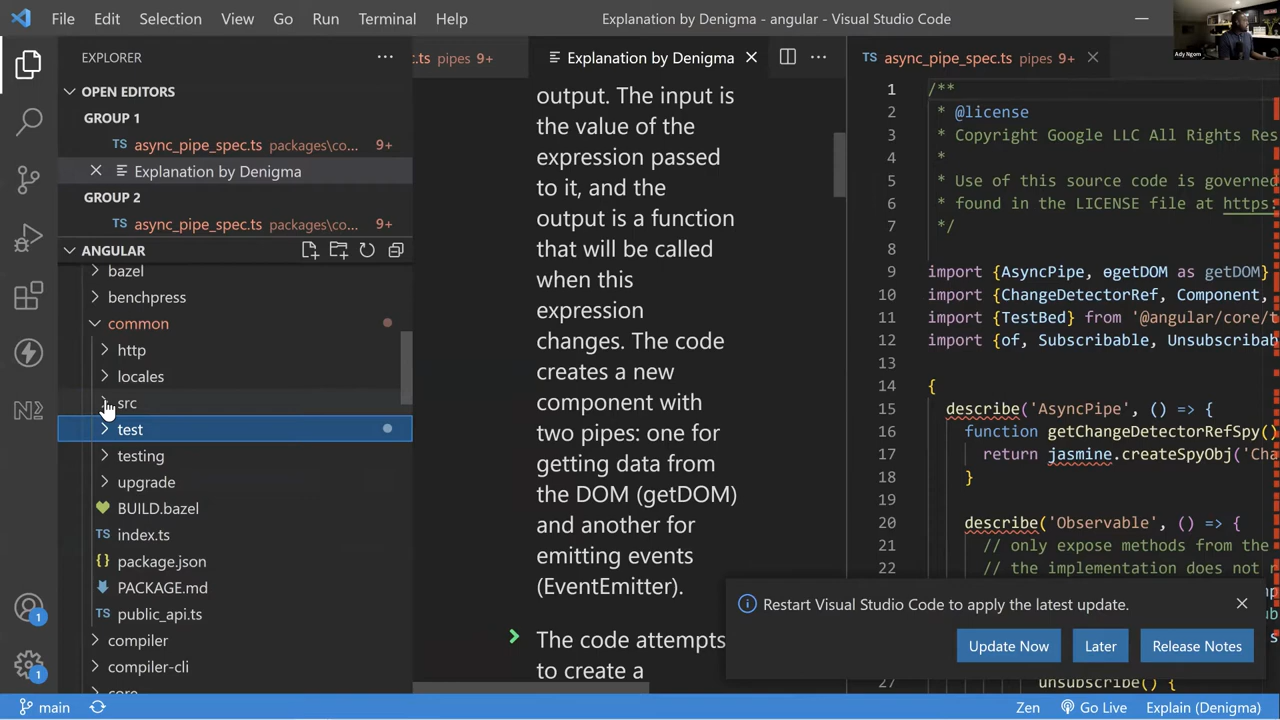 File Edit Selection View Go Run Terminal Help
Explanation by Denigma - angular - Visual Studio Code
Ady Ngom
EXPLORER
OPEN EDITORS
GROUP 1
TS async_pipe_spec.ts packages\co... 9+
Explanation by Denigma
GROUP 2
TS async_pipe_spec.ts packages\co... 9+
ANGULAR
bazel
benchpress
common
http
locales
src
test
testing
upgrade
BUILD.bazel
TS index.ts
{} package.json
PACKAGE.md
TS public_api.ts
compiler
compiler-cli
core
.ts pipes 9+
Explanation by Denigma
output. The input is
the value of the
expression passed
to it, and the
output is a function
that will be called
when this
expression
changes. The code
creates a new
component with
two pipes: one for
getting data from
the DOM (getDOM)
and another for
emitting events
(EventEmitter).
The code attempts
to create a
TS async_pipe_spec.ts pipes 9+
1 /**
2 * @license
3 * Copyright Google LLC All Rights Res
4 *
5 * Use of this source code is governed
6 * found in the LICENSE file at https:
7 */
8
9 import {AsyncPipe, ɵgetDOM as getDOM}
10 import {ChangeDetectorRef, Component,
11 import {TestBed} from '@angular/core/t
12 import {of, Subscribable, Unsubscribab
13
14 {
15 describe('AsyncPipe', () => {
16 function getChangeDetectorRefSpy()
17 return jasmine.createSpyObj('Cha
18 }
19
20 describe('Observable', () => {
21 // only expose methods from the
22 // the implementation does not r
27 unsubscribe() {
Restart Visual Studio Code to apply the latest update.
Update Now Later Release Notes
1
1
main
Zen Go Live Explain (Denigma)